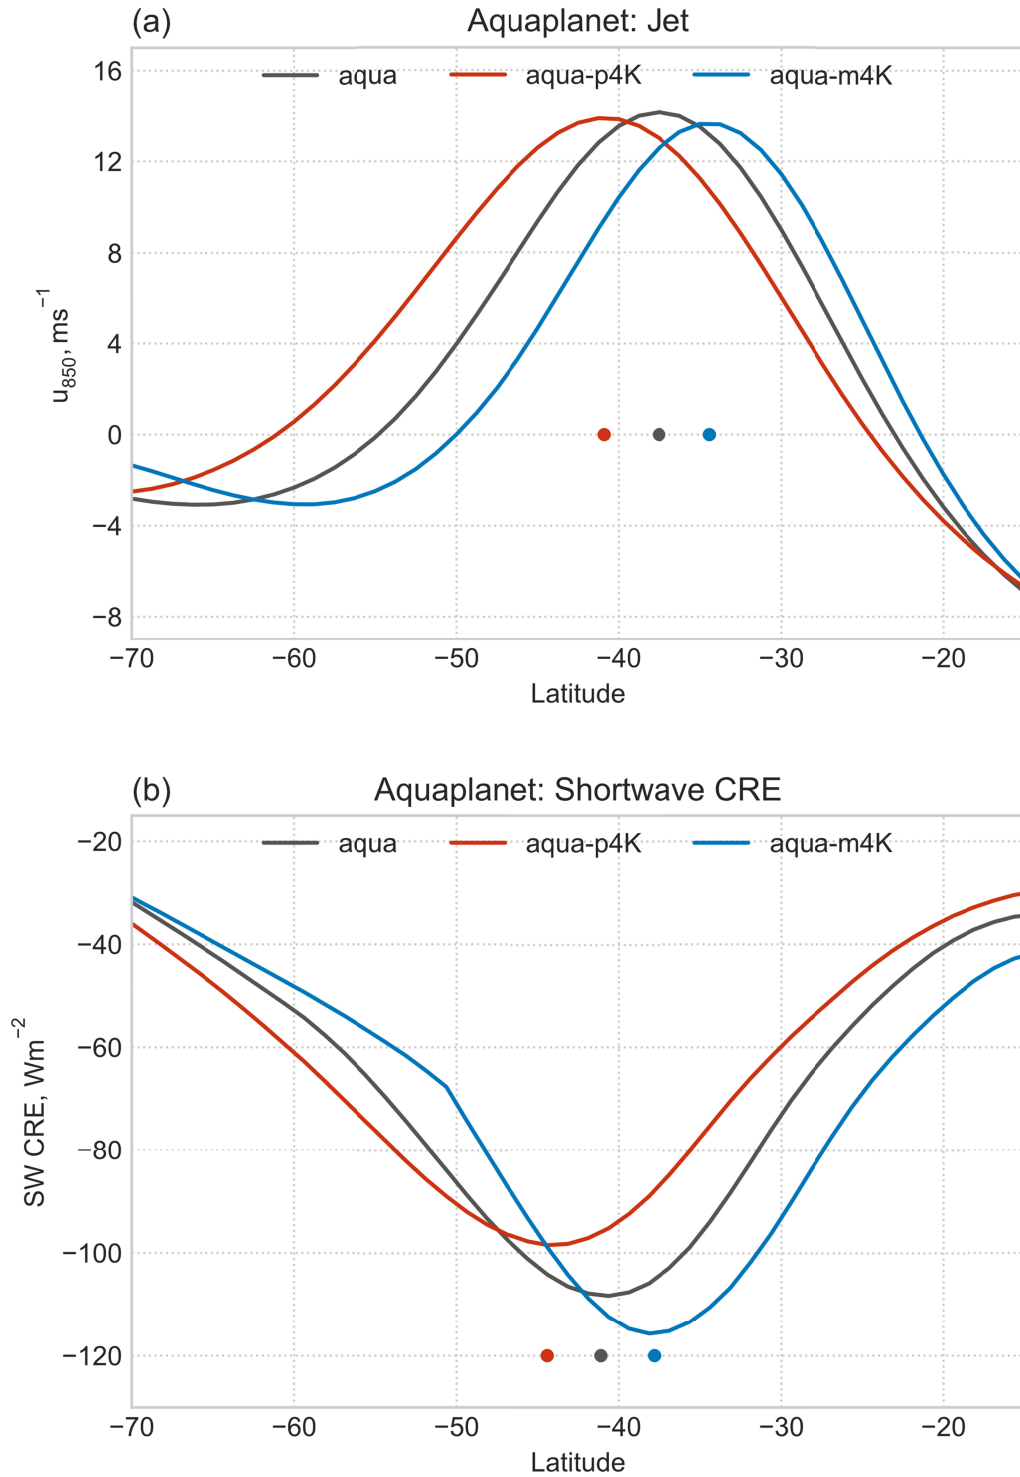 (a)
Aquaplanet: Jet
aqua
aqua-p4K
aqua-m4K
16
12
8
4
0
−4
−8
u850, ms−1
−70
−60
−50
−40
−30
−20
Latitude
(b)
Aquaplanet: Shortwave CRE
aqua
aqua-p4K
aqua-m4K
−20
−40
−60
−80
−100
−120
SW CRE, Wm−2
−70
−60
−50
−40
−30
−20
Latitude